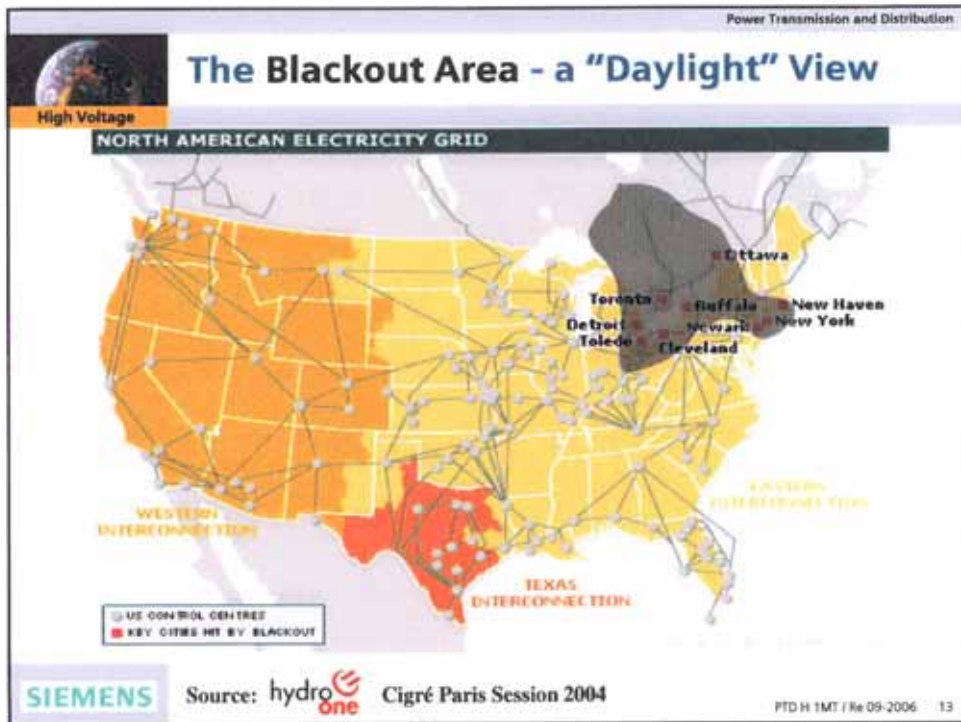 Power Transmission and Distribution
The Blackout Area - a "Daylight" View
High Voltage
NORTH AMERICAN ELECTRICITY GRID
Ottawa
Toronto
Buffalo
New Haven
Detroit
Newark
New York
Toledo
Cleveland
EASTERN
INTERCONNECTION
WESTERN
INTERCONNECTION
TEXAS
INTERCONNECTION
US CONTROL CENTRES
KEY CITIES HIT BY BLACKOUT
SIEMENS
Source: hydro one Cigré Paris Session 2004
PTD H 1MT / Re 09-2006 13